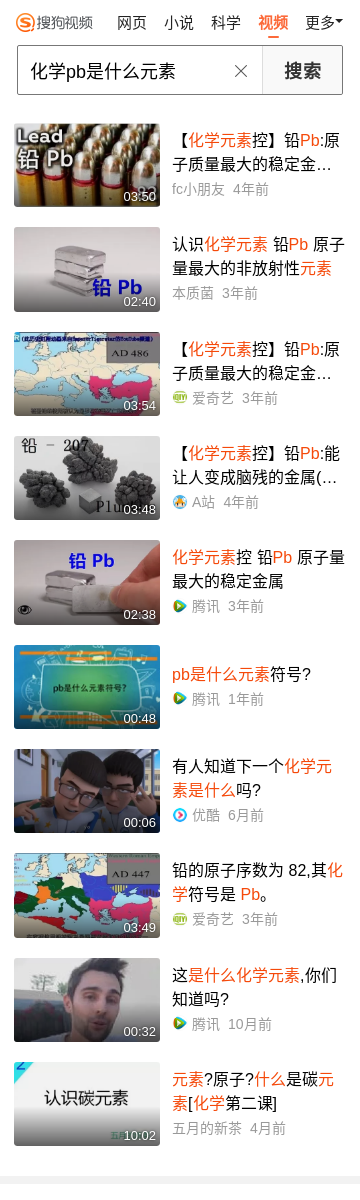 搜狗视频 网页 小说 科学 视频 更多
化学pb是什么元素 搜索
Lead
铅 Pb
03:50
【化学元素控】铅Pb:原
子质量最大的稳定金…
fc小朋友 4年前
铅 Pb
02:40
认识化学元素 铅Pb 原子
量最大的非放射性元素
本质菌 3年前
AD 486
03:54
【化学元素控】铅Pb:原
子质量最大的稳定金…
爱奇艺 3年前
铅 - 207
03:48
【化学元素控】铅Pb:能
让人变成脑残的金属(…
A站 4年前
铅 Pb
02:38
化学元素控 铅Pb 原子量
最大的稳定金属
腾讯 3年前
pb是什么元素符号?
00:48
pb是什么元素符号?
腾讯 1年前
00:06
有人知道下一个化学元
素是什么吗?
优酷 6月前
AD 447
03:49
铅的原子序数为 82,其化
学符号是 Pb。
爱奇艺 3年前
00:32
这是什么化学元素,你们
知道吗?
腾讯 10月前
认识碳元素
10:02
元素?原子?什么是碳元
素[化学第二课]
五月的新茶 4月前